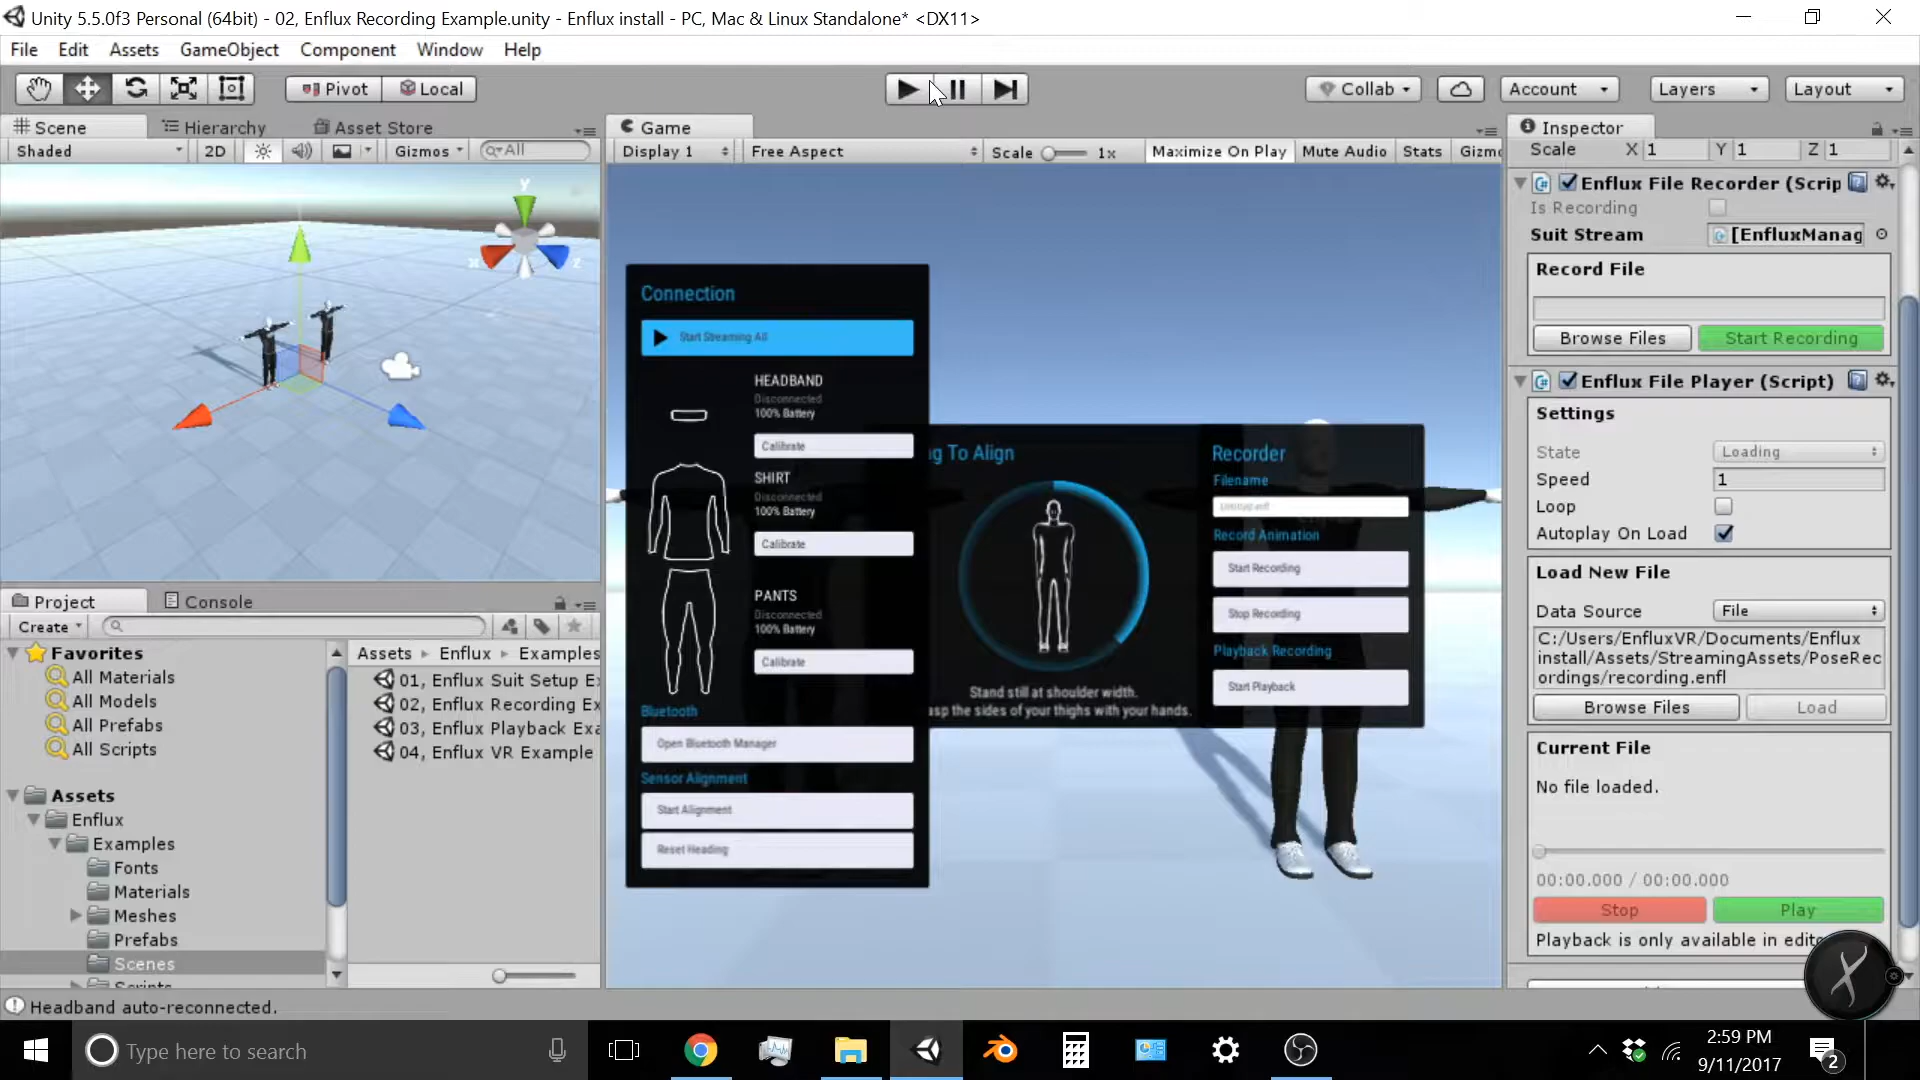 Unity 5.5.0f3 Personal (64bit) - 02, Enflux Recording Example.unity - Enflux install - PC, Mac & Linux Standalone* <DX11>
File Edit Assets GameObject Component Window Help
Pivot Local Collab Account Layers Layout
Scene Hierarchy Asset Store
Shaded 2D Gizmos All
Game
Display 1 Free Aspect Scale 1x Maximize On Play Mute Audio Stats Gizmo
Inspector
Scale X 1 Y 1 Z 1
Enflux File Recorder (Scrip
Is Recording
Suit Stream [EnfluxManag
Record File
Browse Files Start Recording
Enflux File Player (Script)
Settings
State Loading
Speed 1
Loop
Autoplay On Load
Load New File
Data Source File
C:/Users/EnfluxVR/Documents/Enflux
install/Assets/StreamingAssets/PoseRec
ordings/recording.enfl
Browse Files Load
Current File
No file loaded.
00:00.000 / 00:00.000
Stop Play
Playback is only available in edito
Connection
Start Streaming All
HEADBAND
Disconnected
100% Battery
Calibrate
SHIRT
Disconnected
100% Battery
Calibrate
PANTS
Disconnected
100% Battery
Calibrate
Bluetooth
Open Bluetooth Manager
Sensor Alignment
Start Alignment
Reset Heading
ng To Align
Stand still at shoulder width.
asp the sides of your thighs with your hands.
Recorder
Filename
Record Animation
Start Recording
Stop Recording
Playback Recording
Start Playback
Project Console
Create
Favorites
All Materials
All Models
All Prefabs
All Scripts
Assets
Enflux
Examples
Fonts
Materials
Meshes
Prefabs
Scenes
Scripts
Assets Enflux Examples
01, Enflux Suit Setup Ex
02, Enflux Recording Ex
03, Enflux Playback Exa
04, Enflux VR Example
Headband auto-reconnected.
Type here to search
2:59 PM
9/11/2017
2